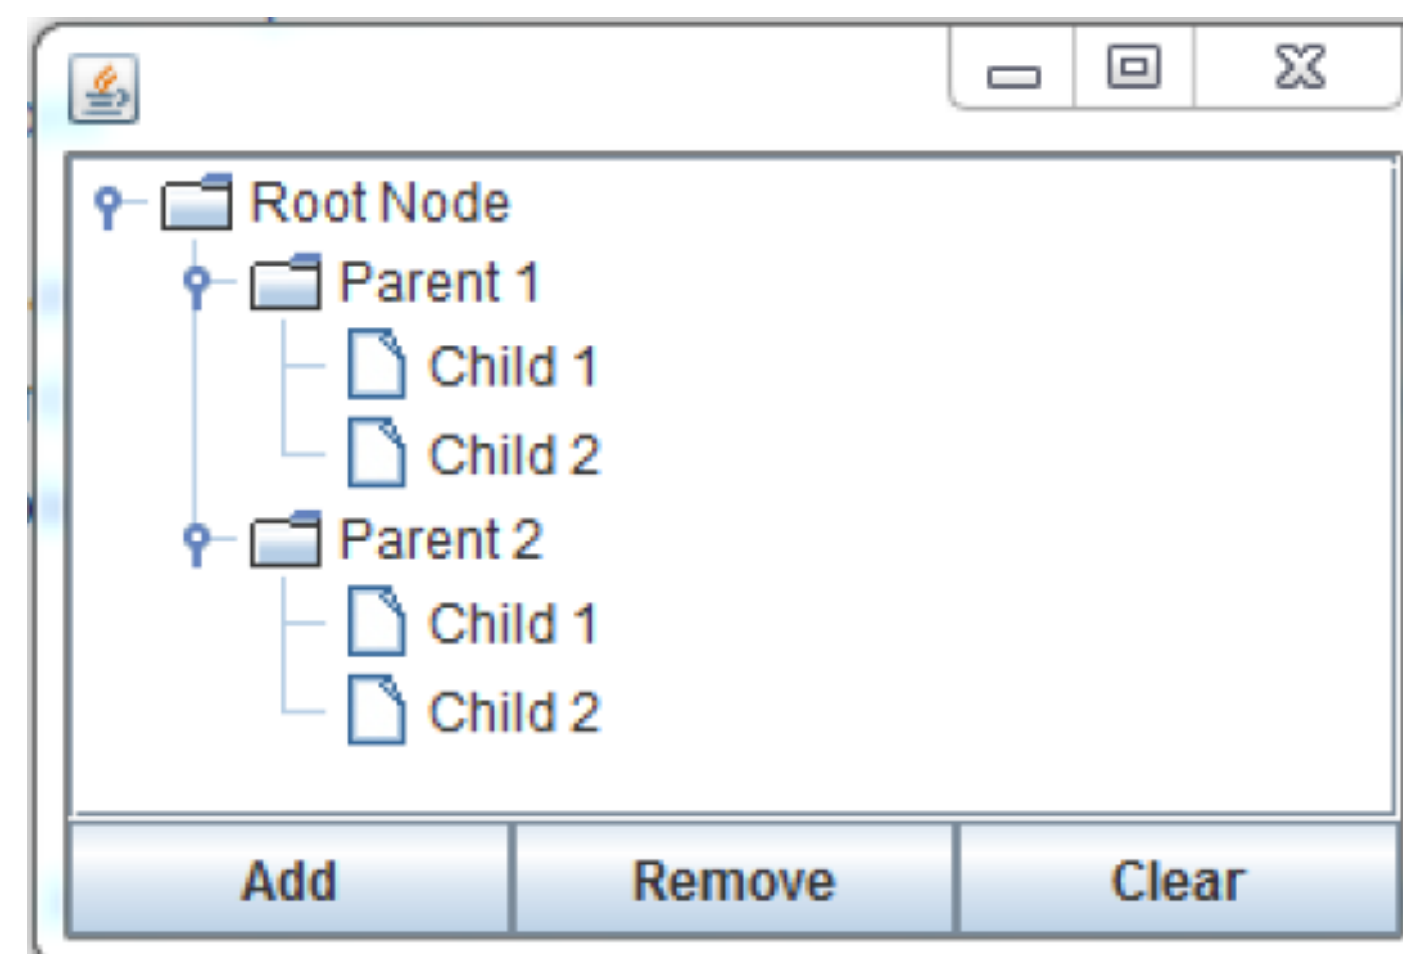 Root Node
Parent 1
Child 1
Child 2
Parent 2
Child 1
Child 2
Add Remove Clear